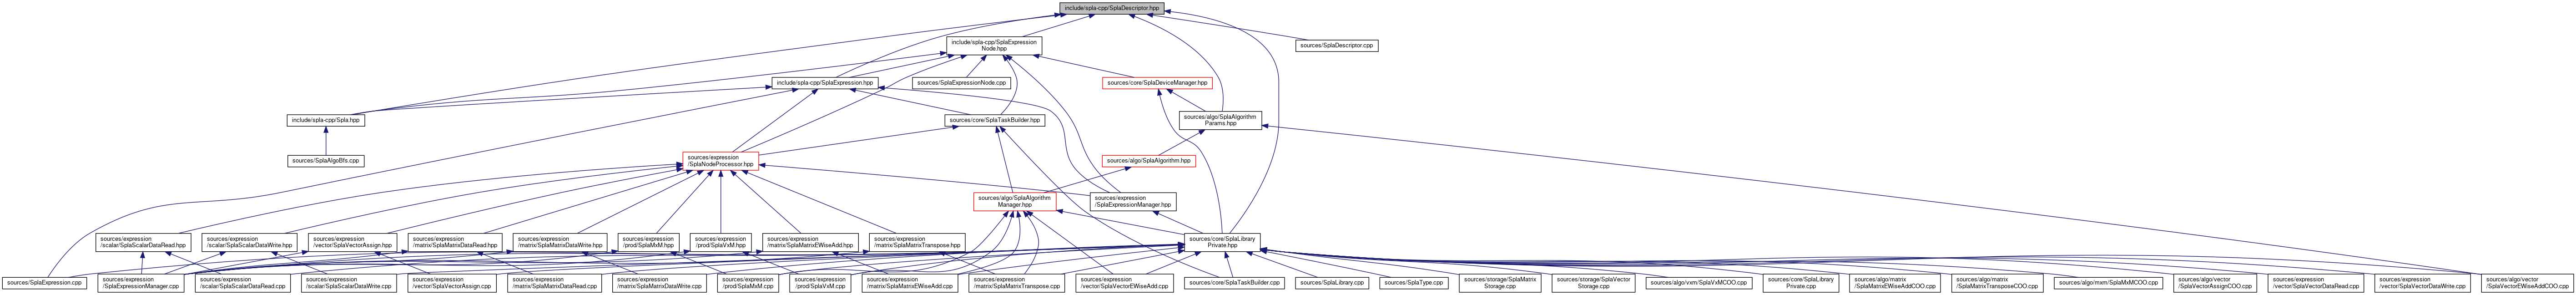 include/spla-cpp/SplaDescriptor.hpp
include/spla-cpp/SplaExpression
Node.hpp
sources/SplaDescriptor.cpp
include/spla-cpp/SplaExpression.hpp
sources/SplaExpressionNode.cpp
sources/core/SplaDeviceManager.hpp
include/spla-cpp/Spla.hpp
sources/core/SplaTaskBuilder.hpp
sources/algo/SplaAlgorithm
Params.hpp
sources/SplaAlgoBfs.cpp
sources/expression
/SplaNodeProcessor.hpp
sources/algo/SplaAlgorithm.hpp
sources/algo/SplaAlgorithm
Manager.hpp
sources/expression
/SplaExpressionManager.hpp
sources/expression
/scalar/SplaScalarDataRead.hpp
sources/expression
/scalar/SplaScalarDataWrite.hpp
sources/expression
/vector/SplaVectorAssign.hpp
sources/expression
/matrix/SplaMatrixDataRead.hpp
sources/expression
/matrix/SplaMatrixDataWrite.hpp
sources/expression
/prod/SplaMxM.hpp
sources/expression
/prod/SplaVxM.hpp
sources/expression
/matrix/SplaMatrixEWiseAdd.hpp
sources/expression
/matrix/SplaMatrixTranspose.hpp
sources/core/SplaLibrary
Private.hpp
sources/SplaExpression.cpp
sources/expression
/SplaExpressionManager.cpp
sources/expression
/scalar/SplaScalarDataRead.cpp
sources/expression
/scalar/SplaScalarDataWrite.cpp
sources/expression
/vector/SplaVectorAssign.cpp
sources/expression
/matrix/SplaMatrixDataRead.cpp
sources/expression
/matrix/SplaMatrixDataWrite.cpp
sources/expression
/prod/SplaMxM.cpp
sources/expression
/prod/SplaVxM.cpp
sources/expression
/matrix/SplaMatrixEWiseAdd.cpp
sources/expression
/matrix/SplaMatrixTranspose.cpp
sources/expression
/vector/SplaVectorEWiseAdd.cpp
sources/core/SplaTaskBuilder.cpp
sources/SplaLibrary.cpp
sources/SplaType.cpp
sources/storage/SplaMatrix
Storage.cpp
sources/storage/SplaVector
Storage.cpp
sources/algo/vxm/SplaVxMCOO.cpp
sources/core/SplaLibrary
Private.cpp
sources/algo/matrix
/SplaMatrixEWiseAddCOO.cpp
sources/algo/matrix
/SplaMatrixTransposeCOO.cpp
sources/algo/mxm/SplaMxMCOO.cpp
sources/algo/vector
/SplaVectorAssignCOO.cpp
sources/expression
/vector/SplaVectorDataRead.cpp
sources/expression
/vector/SplaVectorDataWrite.cpp
sources/algo/vector
/SplaVectorEWiseAddCOO.cpp